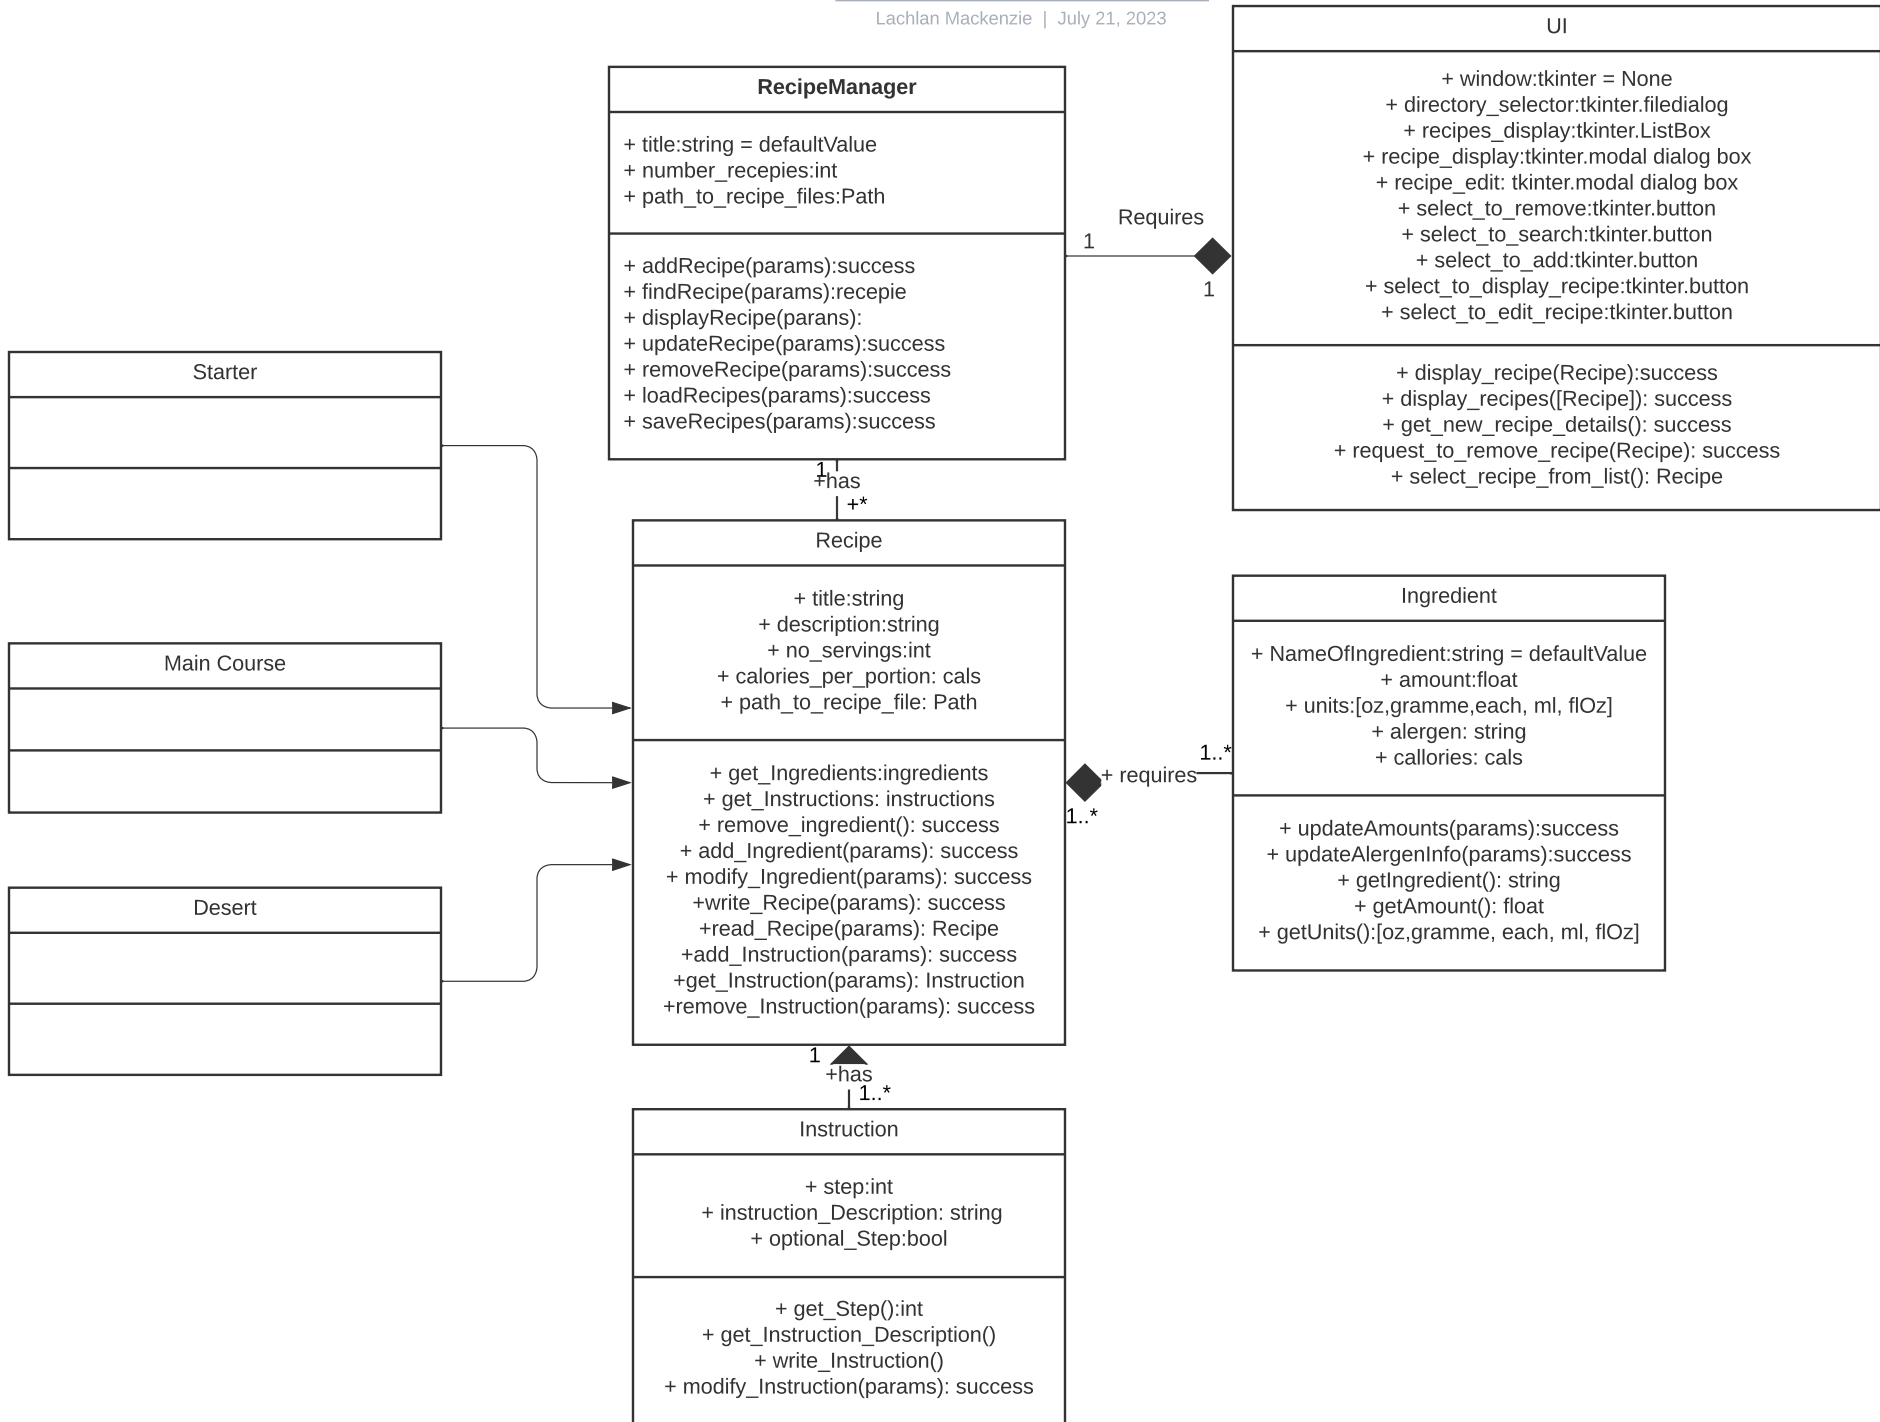 Lachlan Mackenzie | July 21, 2023
UI
+ window:tkinter = None
+ directory_selector:tkinter.filedialog
+ recipes_display:tkinter.ListBox
+ recipe_display:tkinter.modal dialog box
+ recipe_edit: tkinter.modal dialog box
+ select_to_remove:tkinter.button
+ select_to_search:tkinter.button
+ select_to_add:tkinter.button
+ select_to_display_recipe:tkinter.button
+ select_to_edit_recipe:tkinter.button
+ display_recipe(Recipe):success
+ display_recipes([Recipe]): success
+ get_new_recipe_details(): success
+ request_to_remove_recipe(Recipe): success
+ select_recipe_from_list(): Recipe
RecipeManager
+ title:string = defaultValue
+ number_recepies:int
+ path_to_recipe_files:Path
+ addRecipe(params):success
+ findRecipe(params):recepie
+ displayRecipe(parans):
+ updateRecipe(params):success
+ removeRecipe(params):success
+ loadRecipes(params):success
+ saveRecipes(params):success
Requires
1
1
1
+has
+*
Starter
Main Course
Desert
Recipe
+ title:string
+ description:string
+ no_servings:int
+ calories_per_portion: cals
+ path_to_recipe_file: Path
+ get_Ingredients:ingredients
+ get_Instructions: instructions
+ remove_ingredient(): success
+ add_Ingredient(params): success
+ modify_Ingredient(params): success
+write_Recipe(params): success
+read_Recipe(params): Recipe
+add_Instruction(params): success
+get_Instruction(params): Instruction
+remove_Instruction(params): success
1..*
+ requires
1..*
Ingredient
+ NameOfIngredient:string = defaultValue
+ amount:float
+ units:[oz,gramme,each, ml, flOz]
+ alergen: string
+ callories: cals
+ updateAmounts(params):success
+ updateAlergenInfo(params):success
+ getIngredient(): string
+ getAmount(): float
+ getUnits():[oz,gramme, each, ml, flOz]
1
+has
1..*
Instruction
+ step:int
+ instruction_Description: string
+ optional_Step:bool
+ get_Step():int
+ get_Instruction_Description()
+ write_Instruction()
+ modify_Instruction(params): success